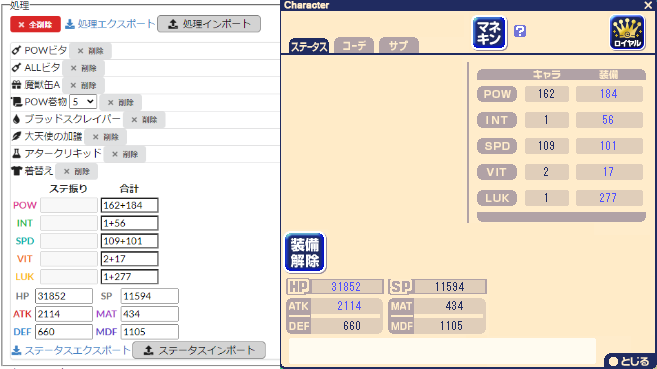 処理
× 全削除 処理エクスポート 処理インポート
POWビタ × 削除
ALLビタ × 削除
魔獣缶A × 削除
POW巻物 5 × 削除
ブラッドスクレイパー × 削除
大天使の加護 × 削除
アタークリキッド × 削除
着替え × 削除
ステ振り 合計
POW 162+184
INT 1+56
SPD 109+101
VIT 2+17
LUK 1+277
HP 31852 SP 11594
ATK 2114 MAT 434
DEF 660 MDF 1105
ステータスエクスポート ステータスインポート
Character ×
ステータス コーデ サブ
マネキン ?
ロイヤル
キャラ 装備
POW 162 184
INT 1 56
SPD 109 101
VIT 2 17
LUK 1 277
装備
解除
HP 31852 SP 11594
ATK 2114 MAT 434
DEF 660 MDF 1105
とじる